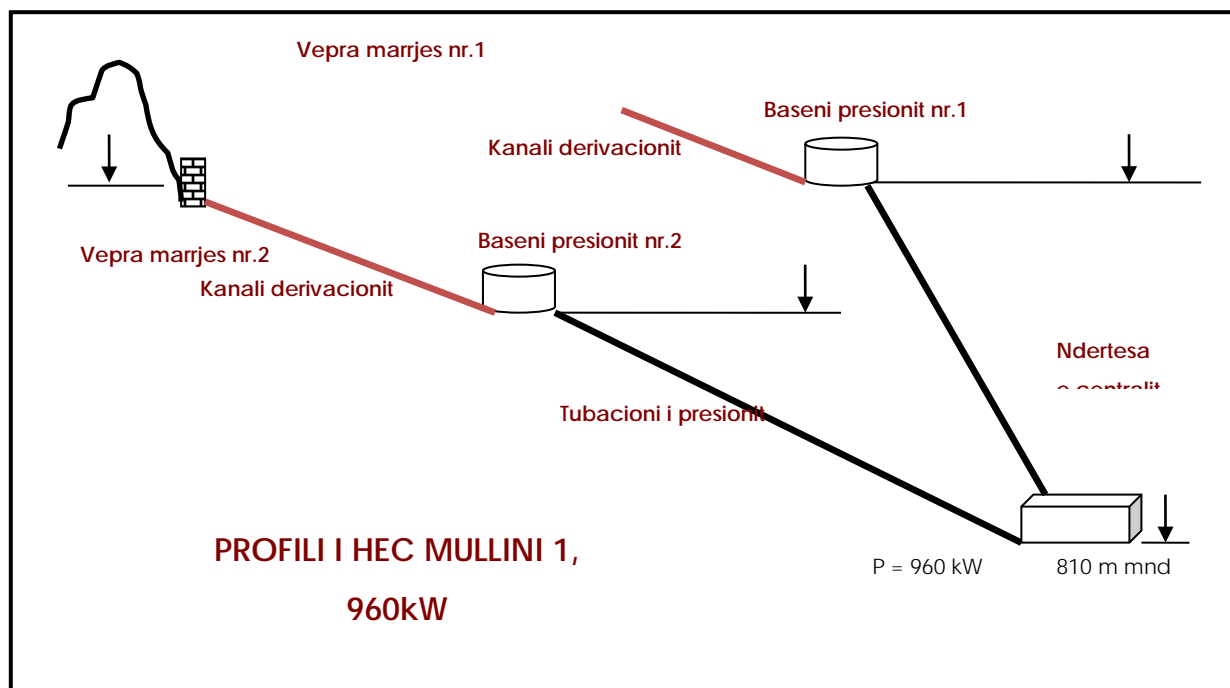 Vepra marrjes nr.1
Baseni presionit nr.1
Kanali derivacionit
Vepra marrjes nr.2
Baseni presionit nr.2
Kanali derivacionit
Ndertesa
e centralit
Tubacioni i presionit
PROFILI I HEC MULLINI 1,
960kW
P = 960 kW
810 m mnd